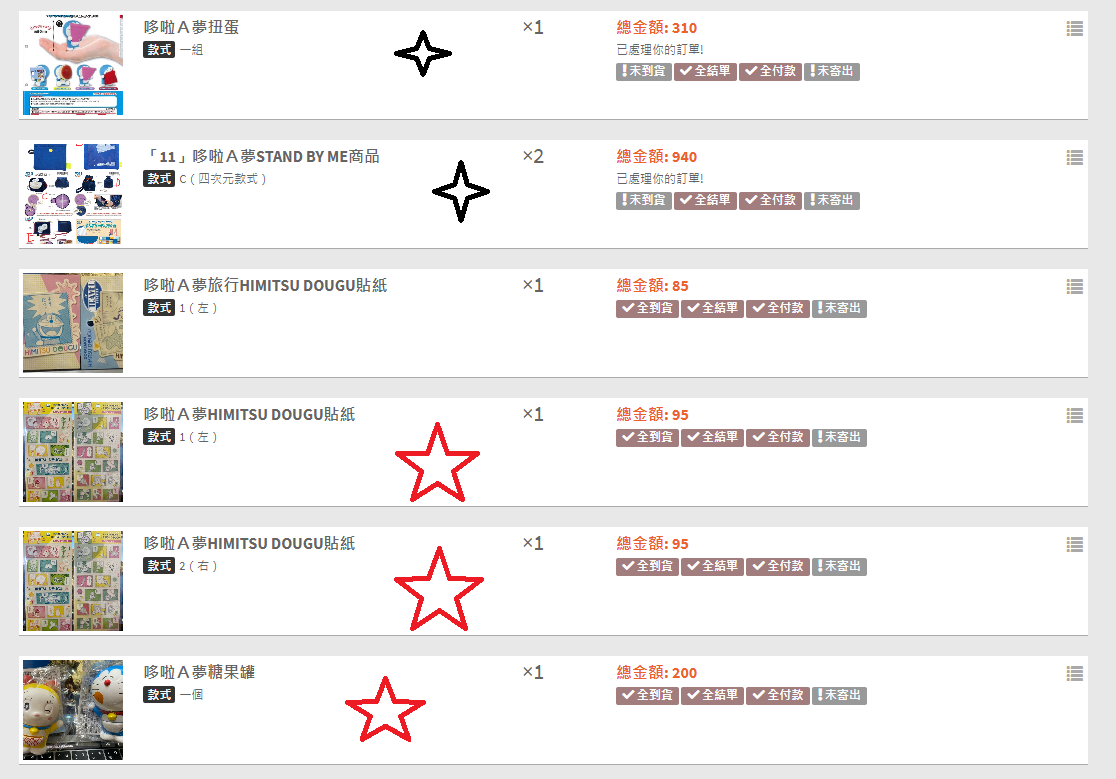 哆啦Ａ夢扭蛋 ×1 總金額: 310
款式 一組 已處理你的訂單!
未到貨 全結單 全付款 未寄出
「11」哆啦Ａ夢STAND BY ME商品 ×2 總金額: 940
款式 C（四次元款式） 已處理你的訂單!
未到貨 全結單 全付款 未寄出
哆啦Ａ夢旅行HIMITSU DOUGU貼紙 ×1 總金額: 85
款式 1（左） 全到貨 全結單 全付款 未寄出
HIMITSU DOUGU
哆啦Ａ夢HIMITSU DOUGU貼紙 ×1 總金額: 95
款式 1（左） 全到貨 全結單 全付款 未寄出
哆啦Ａ夢HIMITSU DOUGU貼紙 ×1 總金額: 95
款式 2（右） 全到貨 全結單 全付款 未寄出
哆啦Ａ夢糖果罐 ×1 總金額: 200
款式 一個 全到貨 全結單 全付款 未寄出